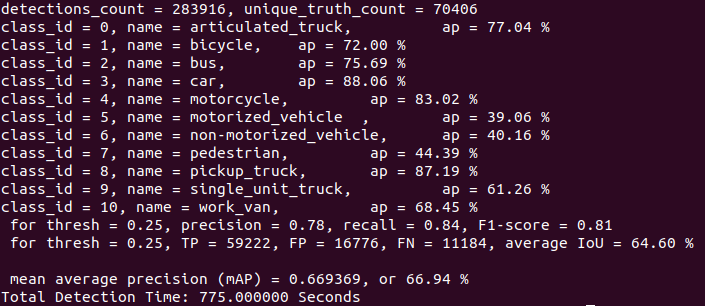 detections_count = 283916, unique_truth_count = 70406
class_id = 0, name = articulated_truck, ap = 77.04 %
class_id = 1, name = bicycle, ap = 72.00 %
class_id = 2, name = bus, ap = 75.69 %
class_id = 3, name = car, ap = 88.06 %
class_id = 4, name = motorcycle, ap = 83.02 %
class_id = 5, name = motorized_vehicle , ap = 39.06 %
class_id = 6, name = non-motorized_vehicle, ap = 40.16 %
class_id = 7, name = pedestrian, ap = 44.39 %
class_id = 8, name = pickup_truck, ap = 87.19 %
class_id = 9, name = single_unit_truck, ap = 61.26 %
class_id = 10, name = work_van, ap = 68.45 %
for thresh = 0.25, precision = 0.78, recall = 0.84, F1-score = 0.81
for thresh = 0.25, TP = 59222, FP = 16776, FN = 11184, average IoU = 64.60 %
mean average precision (mAP) = 0.669369, or 66.94 %
Total Detection Time: 775.000000 Seconds